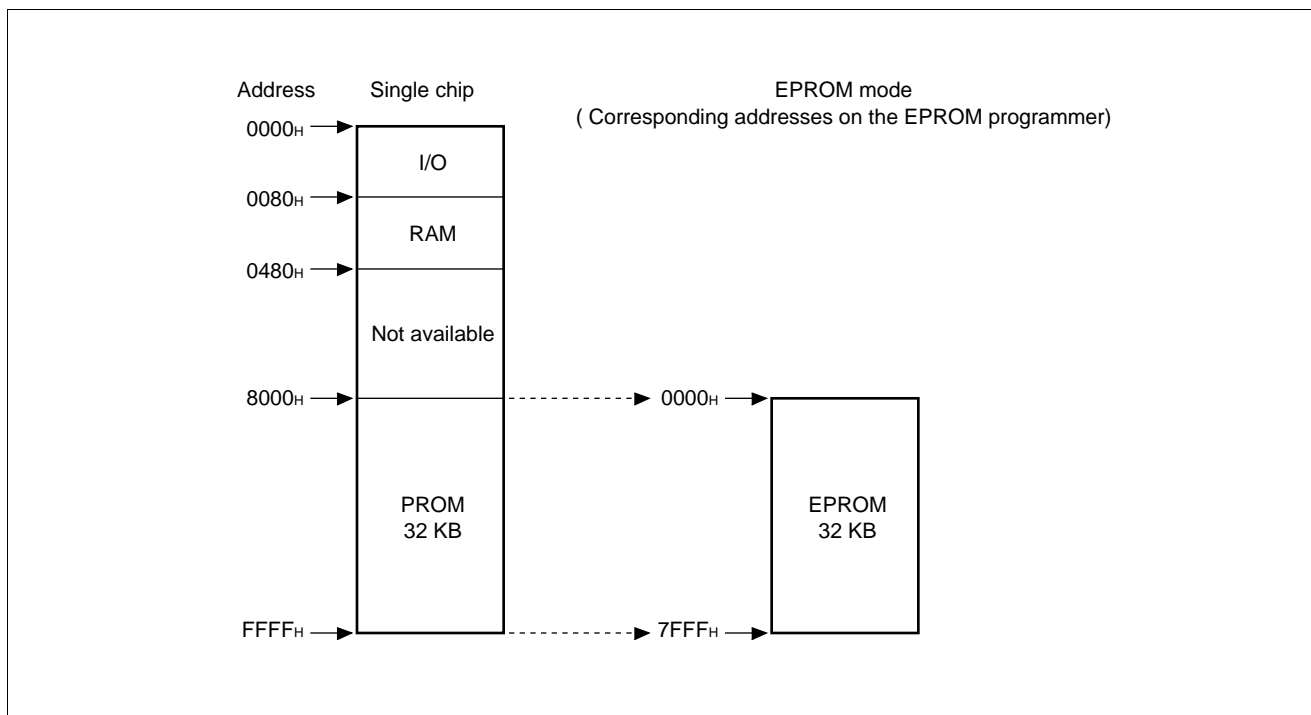 Address
Single chip
EPROM mode
( Corresponding addresses on the EPROM programmer)
0000H
I/O
0080H
RAM
0480H
Not available
8000H
0000H
PROM
32 KB
EPROM
32 KB
FFFFH
7FFFH